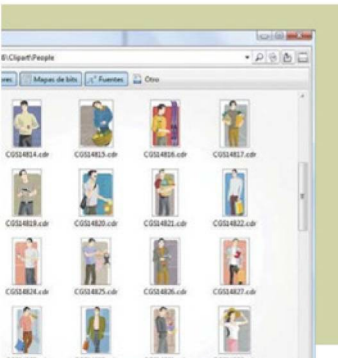 \Clipart\People
ores Mapas de bits Fuentes Otro
CGS14814.cdr CGS14815.cdr CGS14816.cdr CGS14817.cdr
CGS14819.cdr CGS14820.cdr CGS14821.cdr CGS14822.cdr
CGS14824.cdr CGS14825.cdr CGS14826.cdr CGS14827.cdr